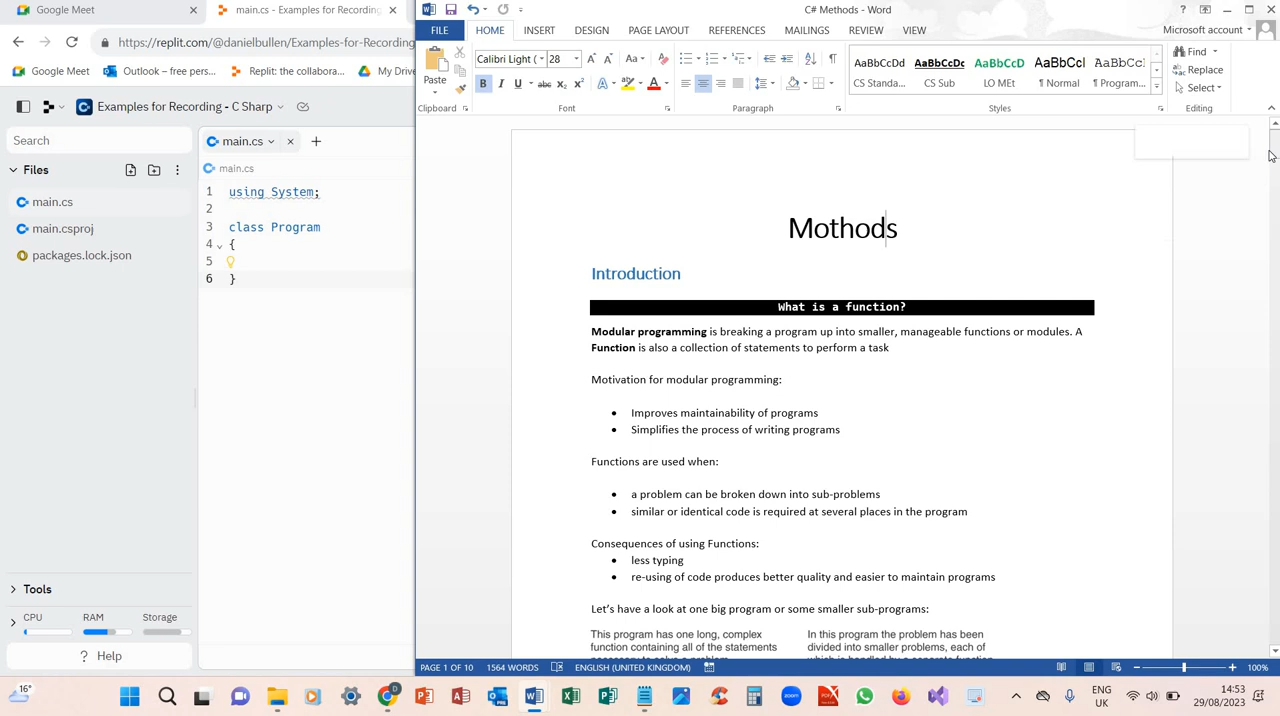 Google Meet
main.cs - Examples for Recording
C# Methods - Word
https://replit.com/@danielbullen/Examples-for-Recording
FILE HOME INSERT DESIGN PAGE LAYOUT REFERENCES MAILINGS REVIEW VIEW Microsoft account
Google Meet Outlook – free pers... Replit: the collabora... My Drive
Paste
Calibri Light ( 28
AaBbCcDd AaBbCcDd AaBbCcD AaBbCcI AaBbCcI
CS Standa... CS Sub LO MEt ¶ Normal ¶ Program...
Find
Replace
Select
Clipboard Font Paragraph Styles Editing
Examples for Recording - C Sharp
Search
main.cs
main.cs
Files
main.cs
main.csproj
packages.lock.json
1 using System;
2
3 class Program
4 {
5
6 }
Tools
CPU RAM Storage
? Help
Mothods
Introduction
What is a function?
Modular programming is breaking a program up into smaller, manageable functions or modules. A
Function is also a collection of statements to perform a task
Motivation for modular programming:
• Improves maintainability of programs
• Simplifies the process of writing programs
Functions are used when:
• a problem can be broken down into sub-problems
• similar or identical code is required at several places in the program
Consequences of using Functions:
• less typing
• re-using of code produces better quality and easier to maintain programs
Let's have a look at one big program or some smaller sub-programs:
This program has one long, complex
function containing all of the statements
In this program the problem has been
divided into smaller problems, each of
PAGE 1 OF 10 1564 WORDS ENGLISH (UNITED KINGDOM) 100%
16°
ENG
UK
14:53
29/08/2023